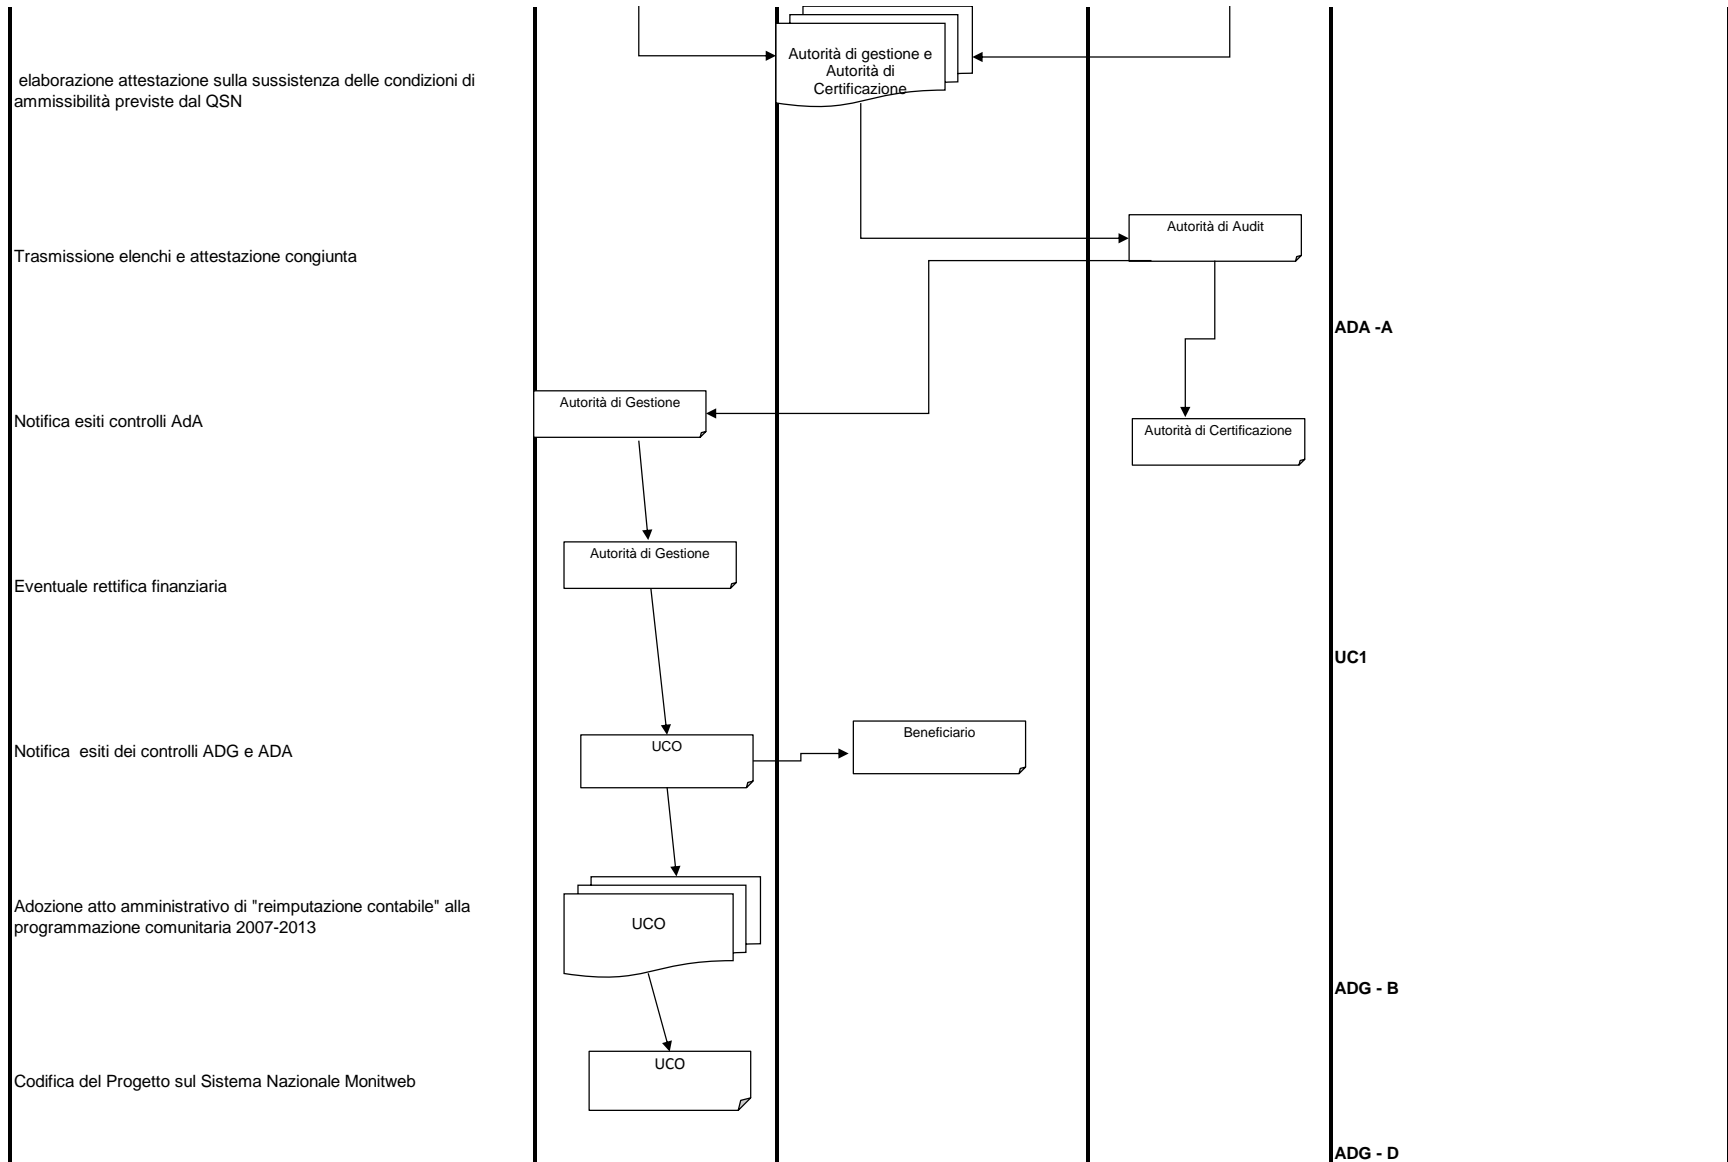 Autorità di gestione e
Autorità di
Certificazione
elaborazione attestazione sulla sussistenza delle condizioni di
ammissibilità previste dal QSN
Autorità di Audit
Trasmissione elenchi e attestazione congiunta
ADA -A
Autorità di Gestione
Notifica esiti controlli AdA
Autorità di Certificazione
Autorità di Gestione
Eventuale rettifica finanziaria
UC1
Notifica  esiti dei controlli ADG e ADA
UCO
Beneficiario
Adozione atto amministrativo di "reimputazione contabile" alla
programmazione comunitaria 2007-2013
UCO
ADG - B
UCO
Codifica del Progetto sul Sistema Nazionale Monitweb
ADG - D